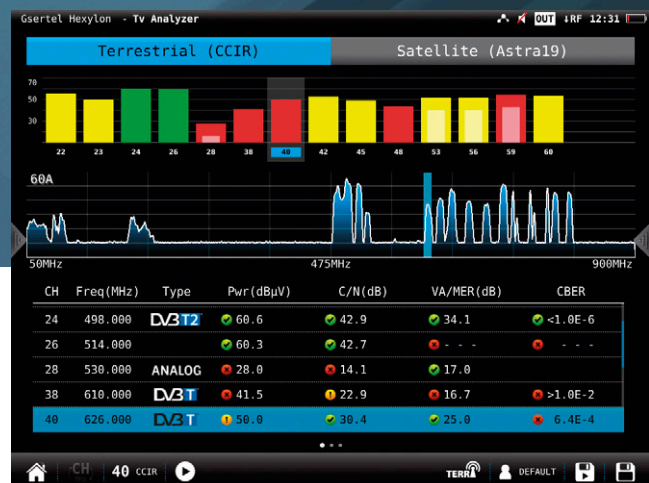 Gsertel Hexylon - Tv Analyzer OUT ↓RF 12:31
Terrestrial (CCIR) Satellite (Astra19)
70
50
30
22 23 24 26 28 38 40 42 45 48 53 56 59 60
60A
50MHz 475MHz 900MHz
CH Freq(MHz) Type Pwr(dBµV) C/N(dB) VA/MER(dB) CBER
24 498.000 DVB T2 60.6 42.9 34.1 <1.0E-6
26 514.000 60.3 42.7 - - - - - -
28 530.000 ANALOG 28.0 14.1 17.0
38 610.000 DVB T 41.5 22.9 16.7 >1.0E-2
40 626.000 DVB T 50.0 30.4 25.0 6.4E-4
CH 40 CCIR TERR DEFAULT